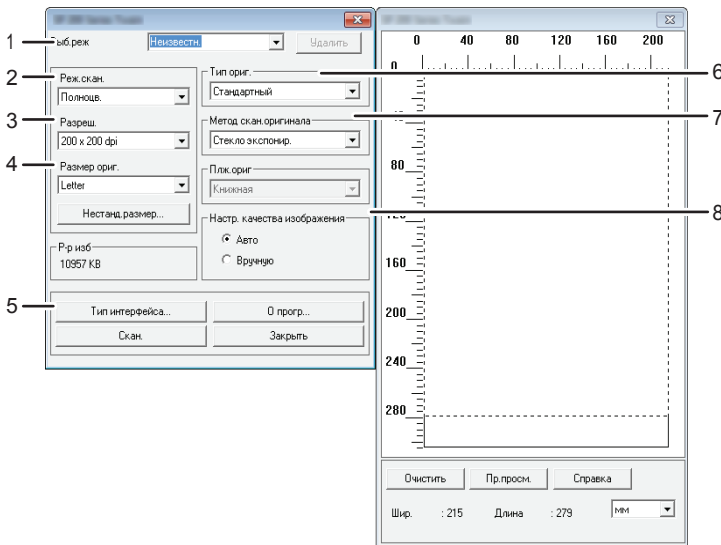 1
Выб.реж
Неизвестн.
Удалить
2
Реж.скан.
Полноцв.
3
Разреш.
200 x 200 dpi
4
Размер ориг.
Letter
Нестанд.размер...
Р-р изб
10957 KB
Тип ориг.
6
Стандартный
Метод скан.оригинала
7
Стекло экспонир.
Плж.ориг
Книжная
Настр. качества изображения
8
Авто
Вручную
5
Тип интерфейса...
О прогр...
Скан.
Закрыть
0 40 80 120 160 200
0
80
120
160
200
240
280
Очистить
Пр.просм.
Справка
Шир. : 215 Длина : 279 мм